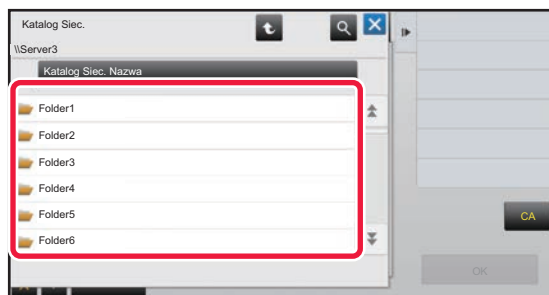 Katalog Siec.
\\Server3
Katalog Siec. Nazwa
Folder1
Folder2
Folder3
Folder4
Folder5
Folder6
CA
OK